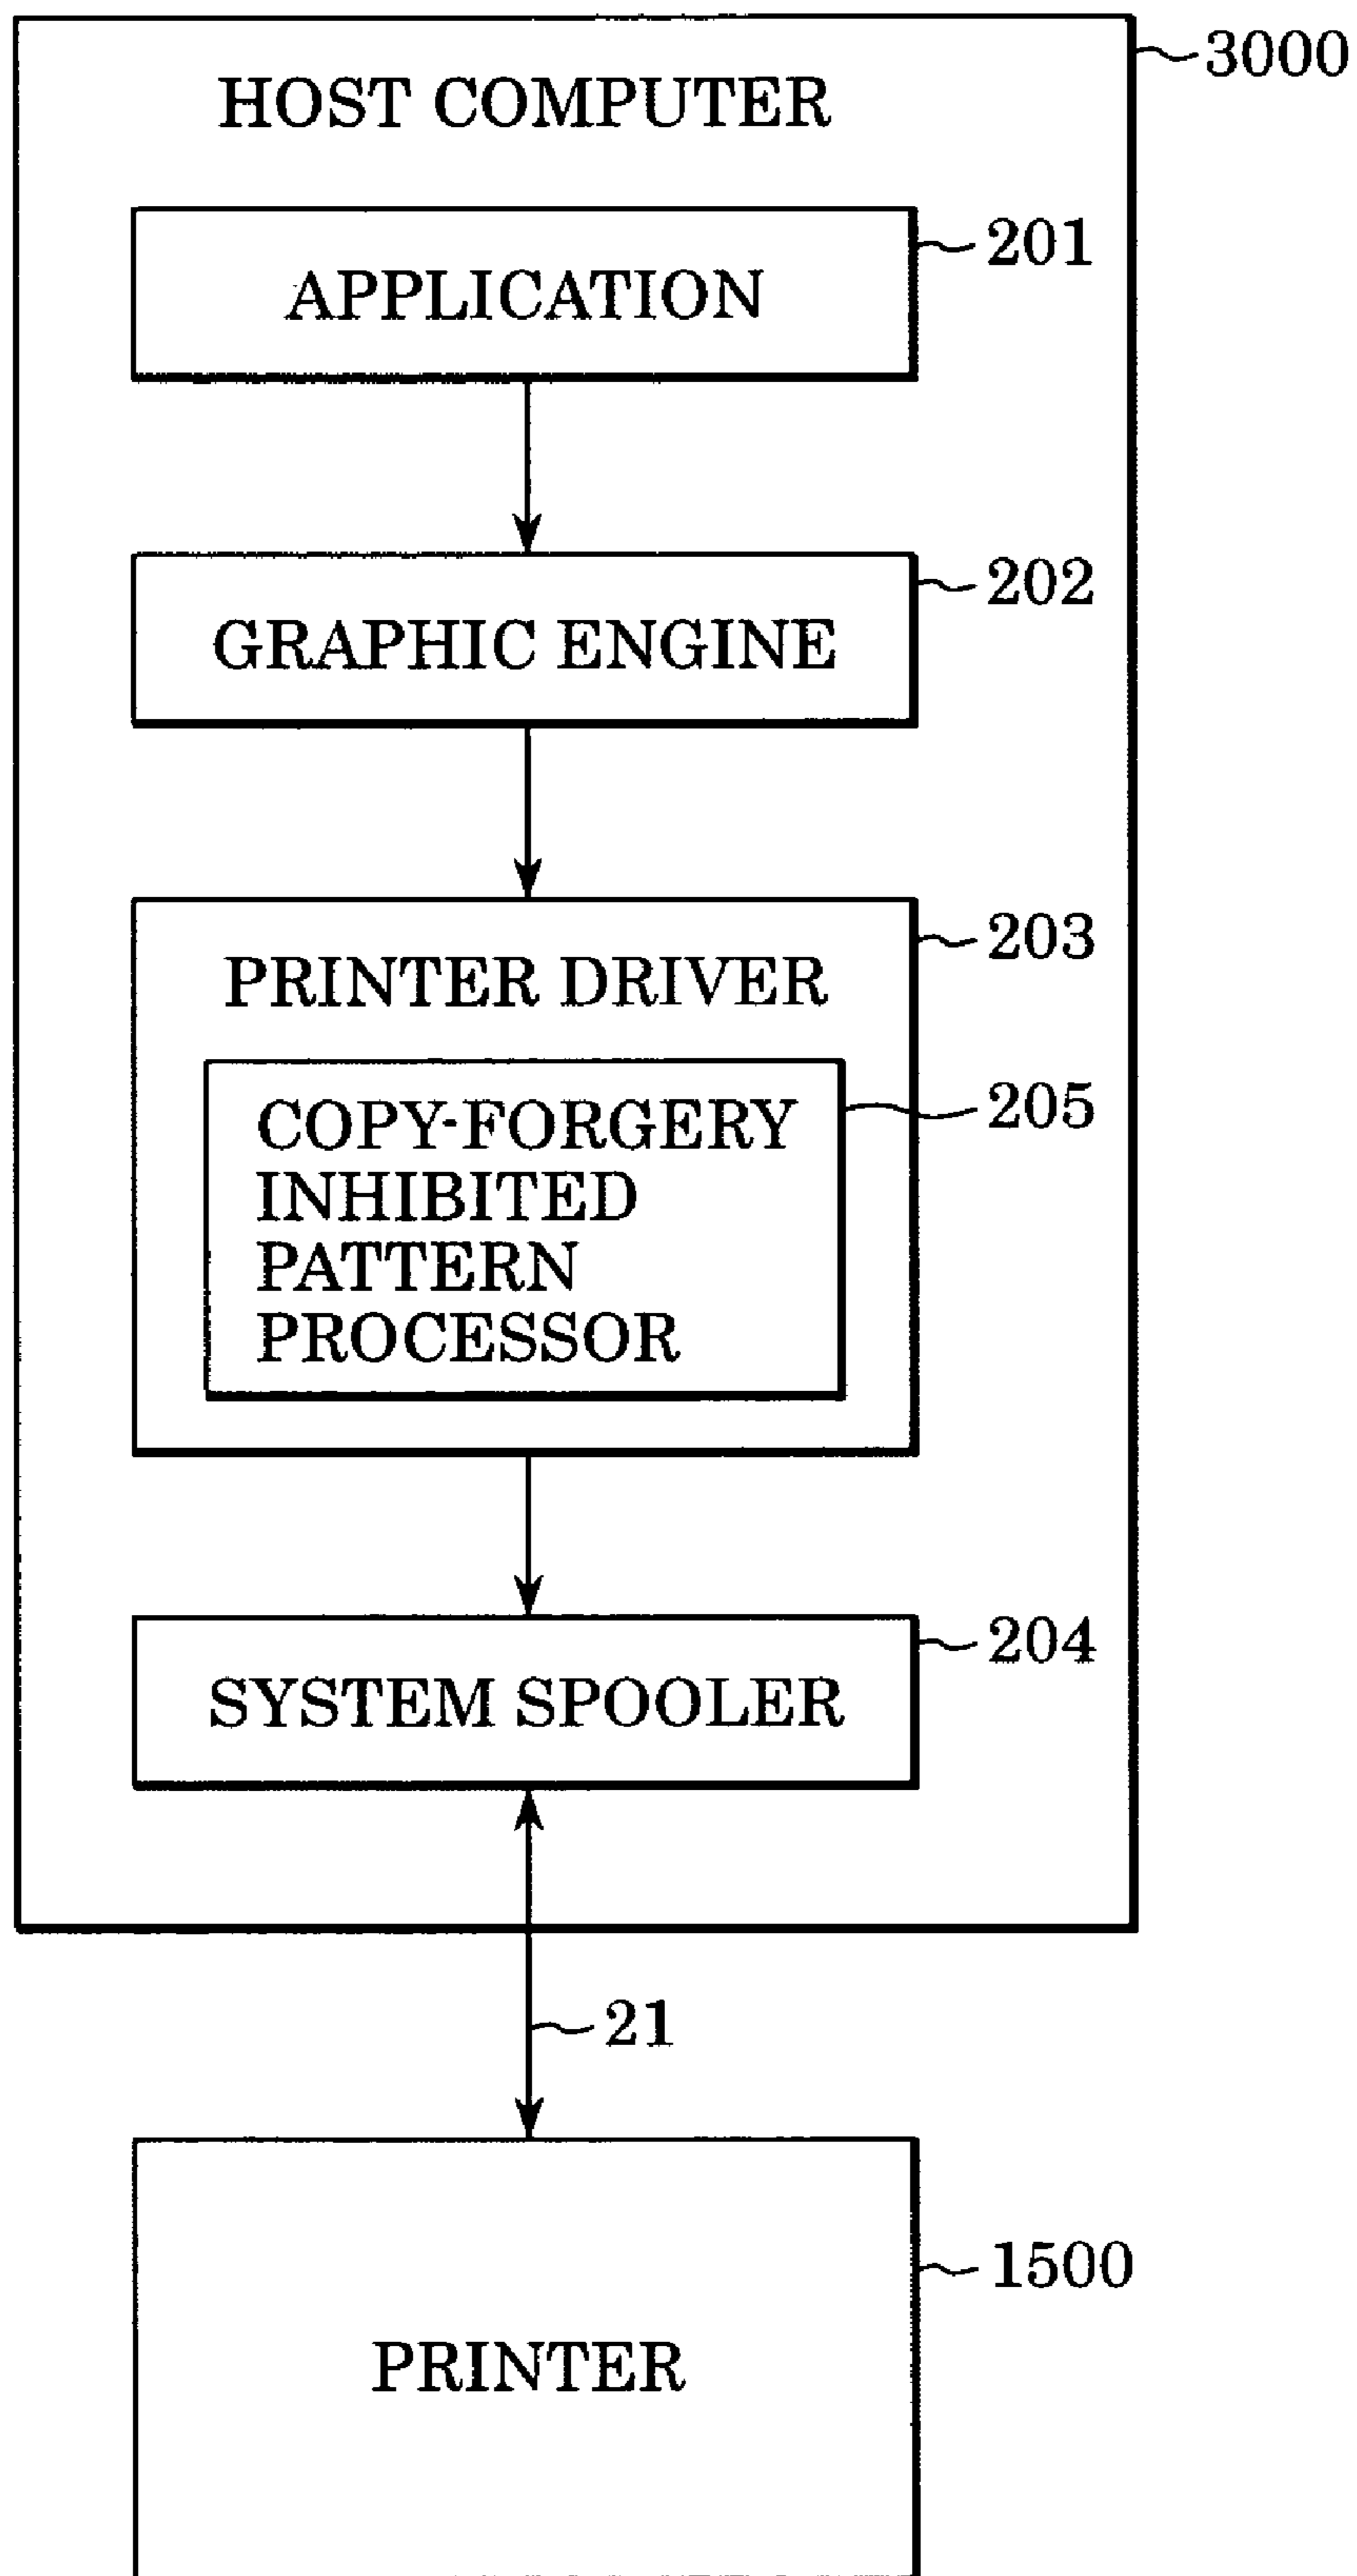 3000
HOST COMPUTER
201
APPLICATION
202
GRAPHIC ENGINE
203
PRINTER DRIVER
205
COPY-FORGERY
INHIBITED
PATTERN
PROCESSOR
204
SYSTEM SPOOLER
21
1500
PRINTER